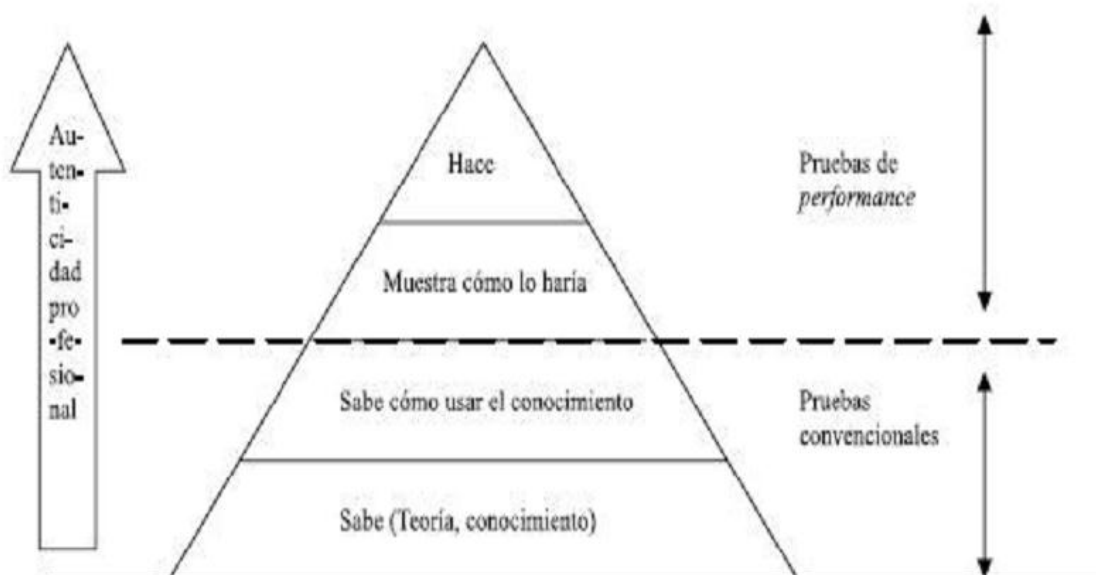 Au-
ten-
ti-
ci-
dad
pro
-fe-
sio-
nal
Hace
Muestra cómo lo haría
Sabe cómo usar el conocimiento
Sabe (Teoría, conocimiento)
Pruebas de
performance
Pruebas
convencionales